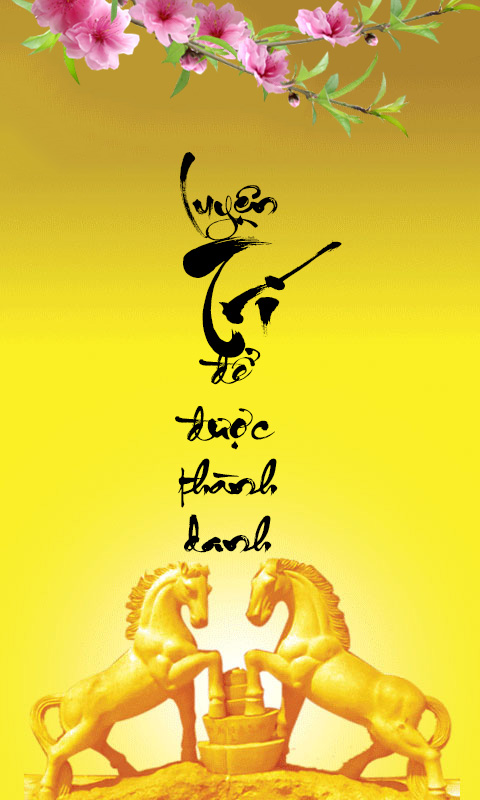 luyện
Trí
để
được
thành
danh